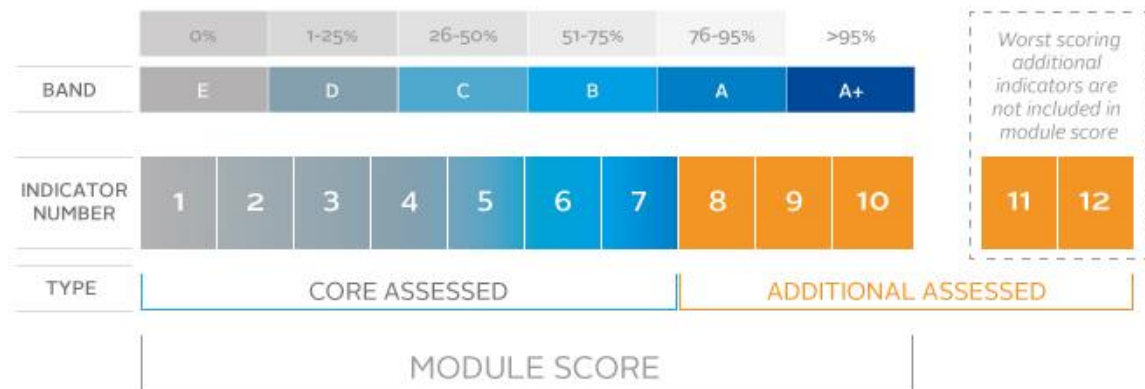 0% 1-25% 26-50% 51-75% 76-95% >95%
BAND E D C B A A+
Worst scoring
additional
indicators are
not included in
module score
INDICATOR
NUMBER
1 2 3 4 5 6 7 8 9 10 11 12
TYPE CORE ASSESSED ADDITIONAL ASSESSED
MODULE SCORE